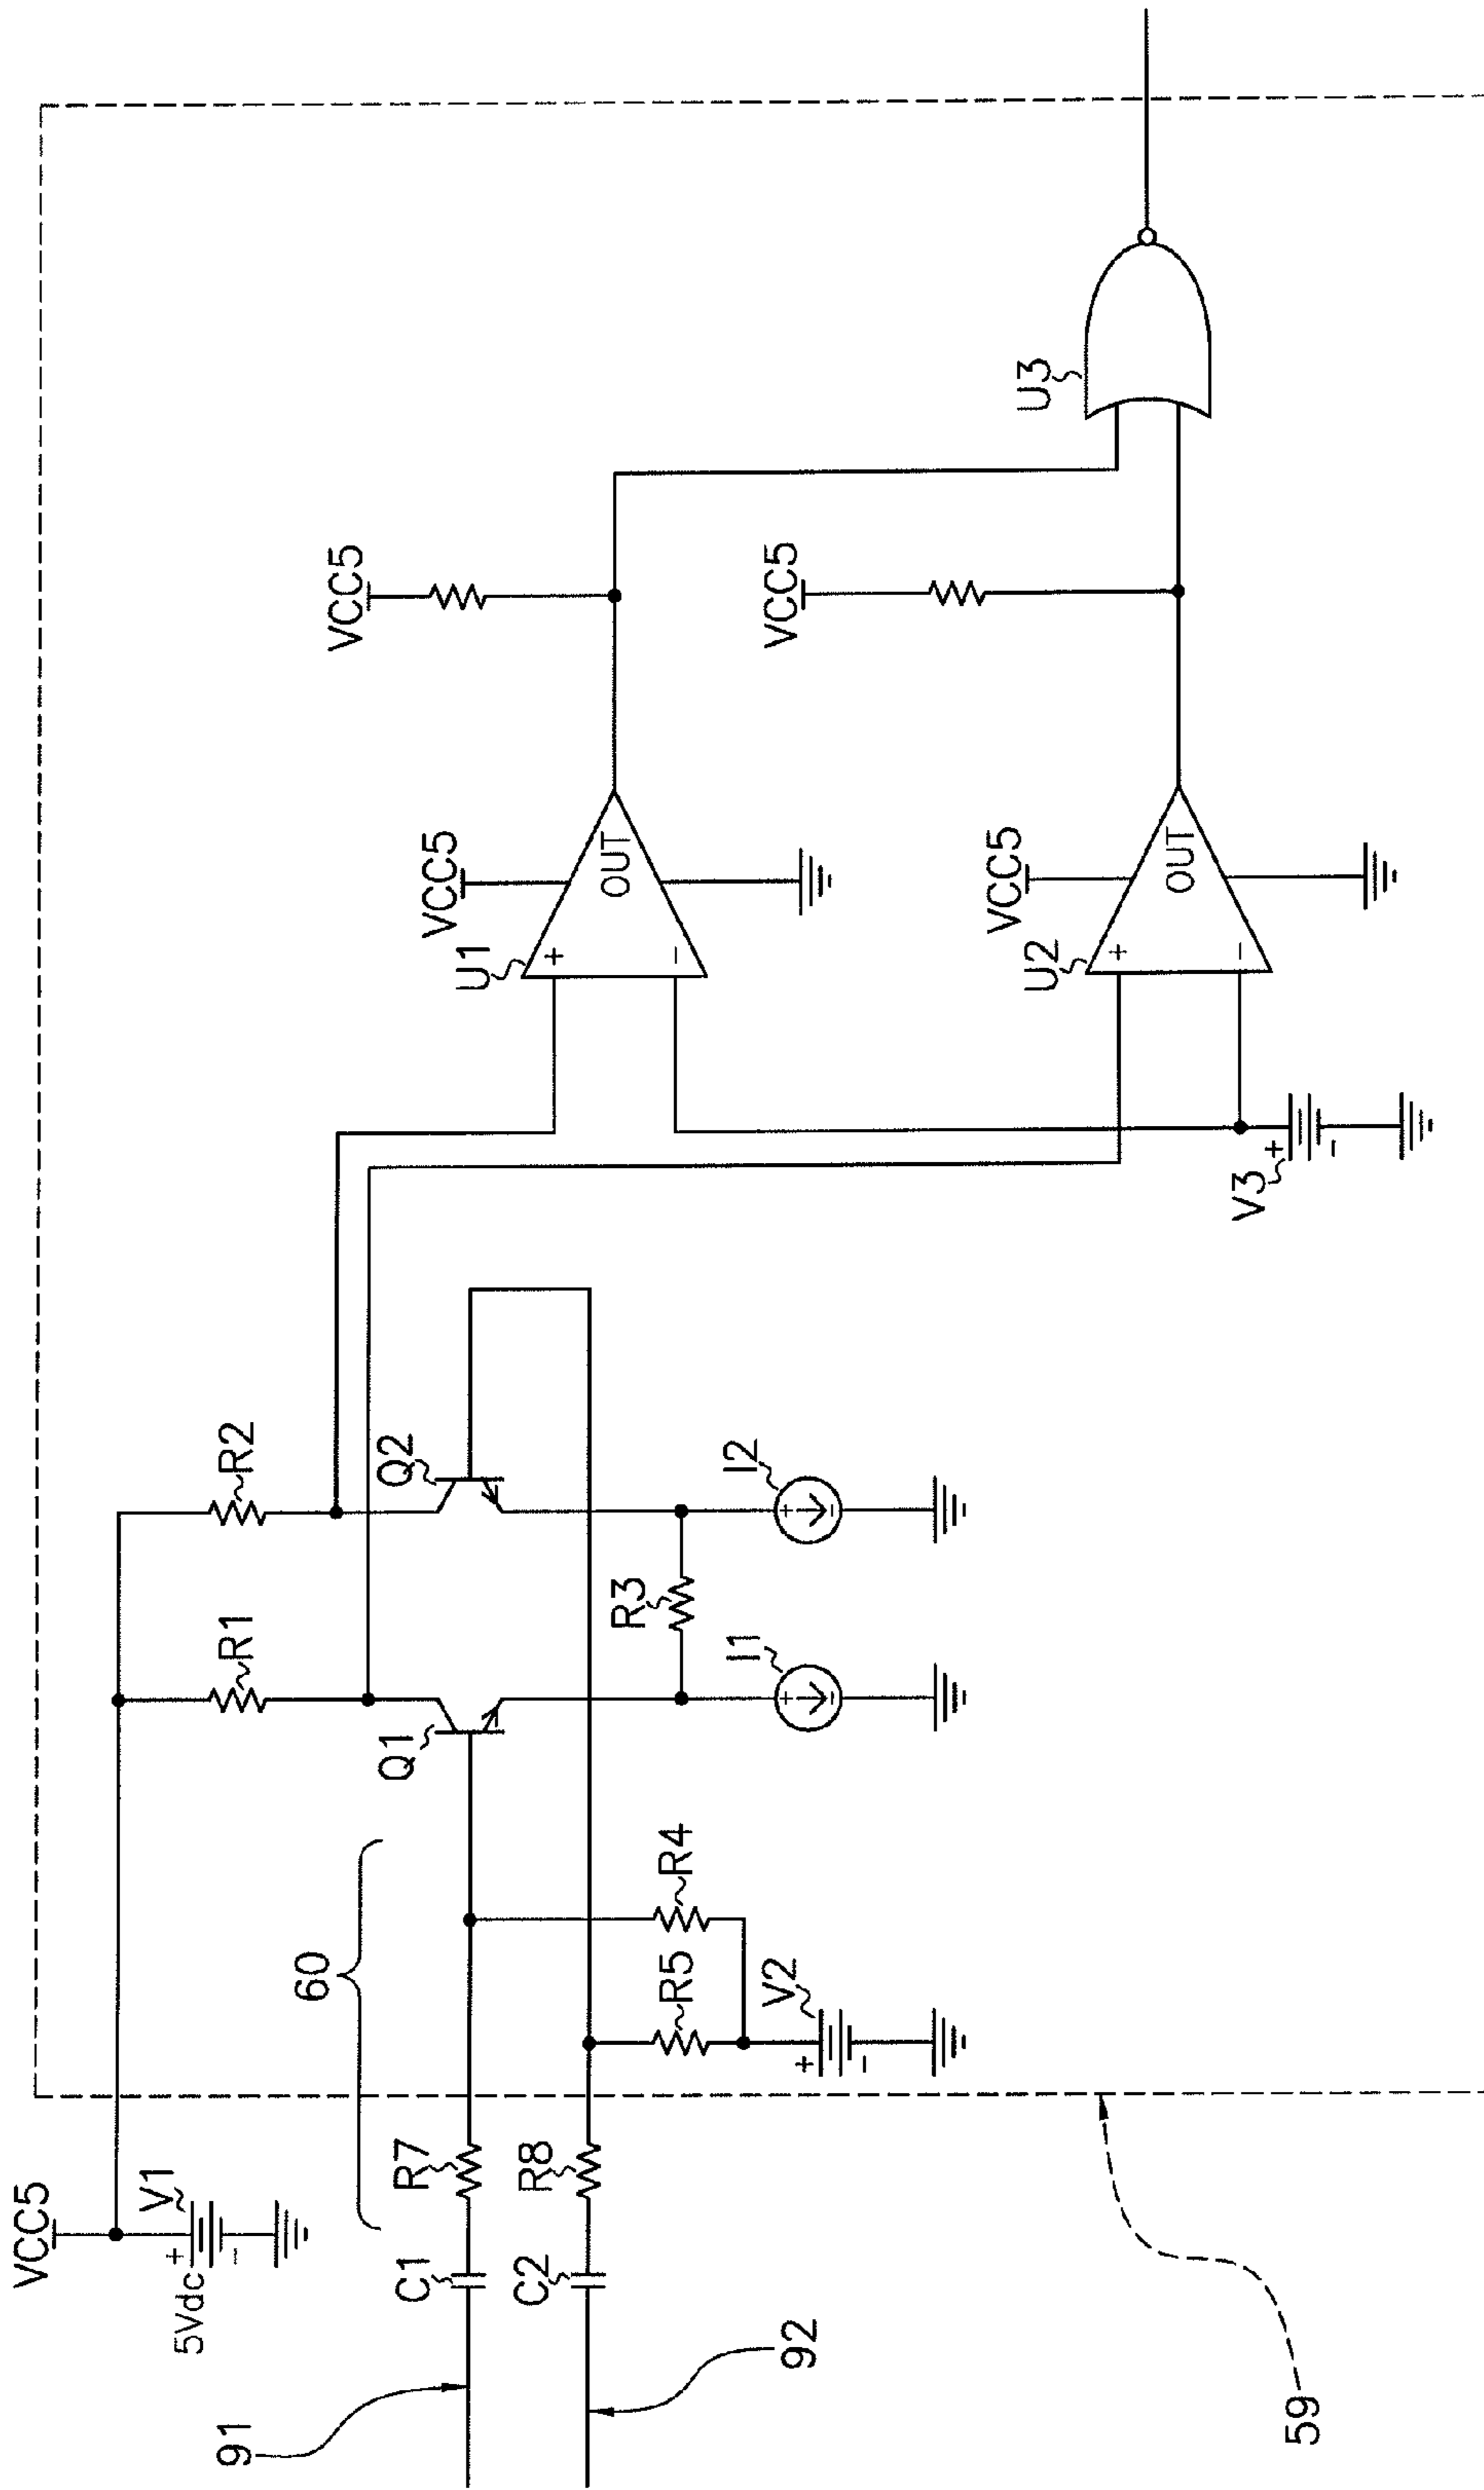 VCC5
V1
+
-
5Vdc
R1
R2
VCC5
VCC5
U1
+
-
OUT
60
Q1
Q2
91
C1
R7
92
C2
R8
R5
R4
R3
V2
+
-
I1
+
-
I2
+
-
VCC5
VCC5
U2
+
-
OUT
U3
V3
+
-
59